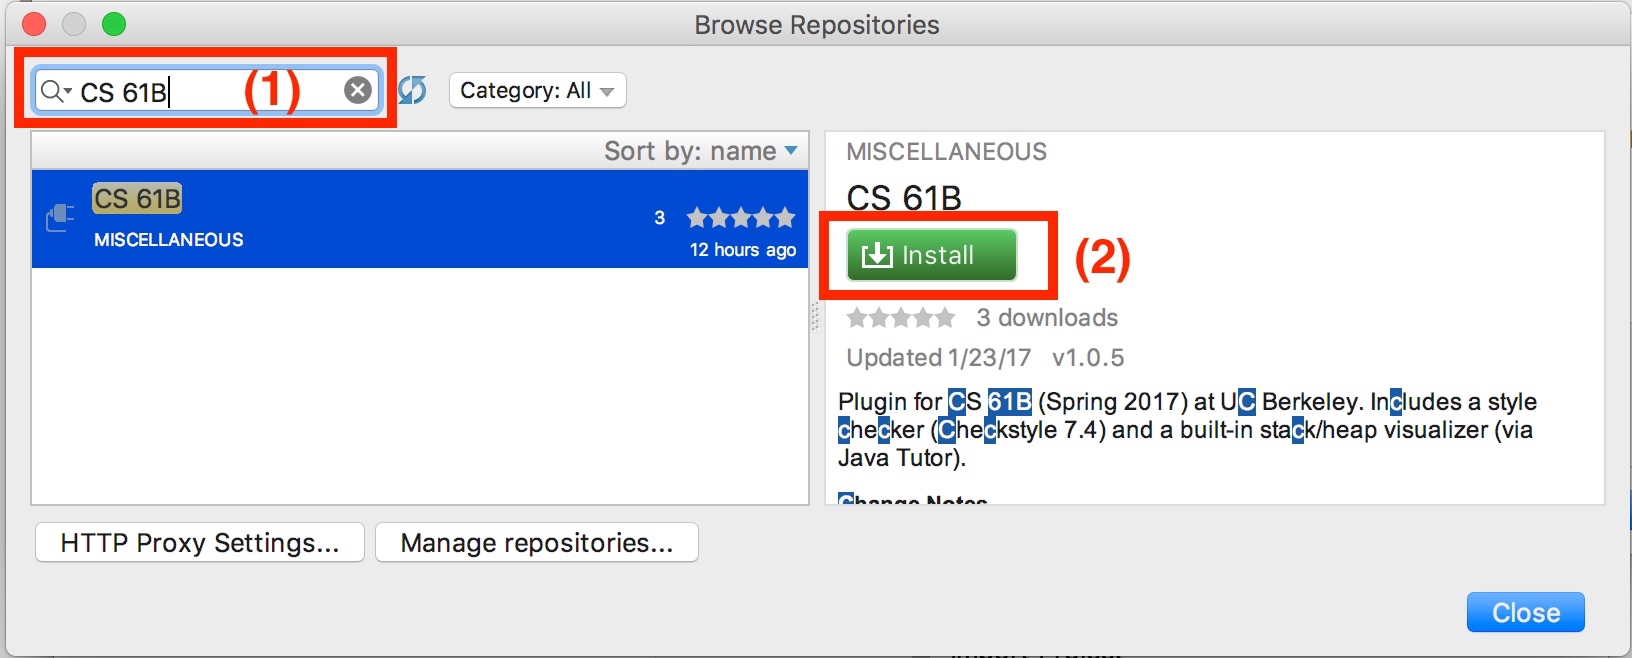 Browse Repositories
CS 61B
(1)
Category: All
Sort by: name
CS 61B
3
MISCELLANEOUS
12 hours ago
MISCELLANEOUS
CS 61B
Install
(2)
3 downloads
Updated 1/23/17 v1.0.5
Plugin for CS 61B (Spring 2017) at UC Berkeley. Includes a style
checker (Checkstyle 7.4) and a built-in stack/heap visualizer (via
Java Tutor).
Change Notes
HTTP Proxy Settings...
Manage repositories...
Close